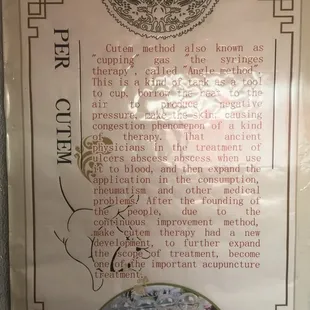 PER CUTEM
Cutem method also known as
"cupping gas "the syringes
therapy", called "Angle method".
This is a kind of tank as a tool
to cup, borrow the heat to the
air to produce negative
pressure, make the skin, causing
congestion phenomenon of a kind
of therapy. That ancient
physicians in the treatment of
ulcers abscess abscess when use
it to blood, and then expand the
application in the consumption,
rheumatism and other medical
problems. After the founding of
the people, due to the
continuous improvement method,
make cutem therapy had a new
development, to further expand
the scope of treatment, become
one of the important acupuncture
treatment.